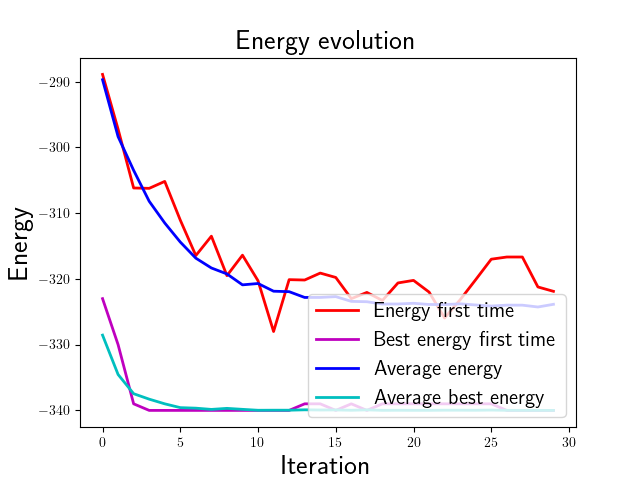 Energy evolution
Energy
−290
−300
−310
−320
−330
−340
Energy first time
Best energy first time
Average energy
Average best energy
0 5 10 15 20 25 30
Iteration